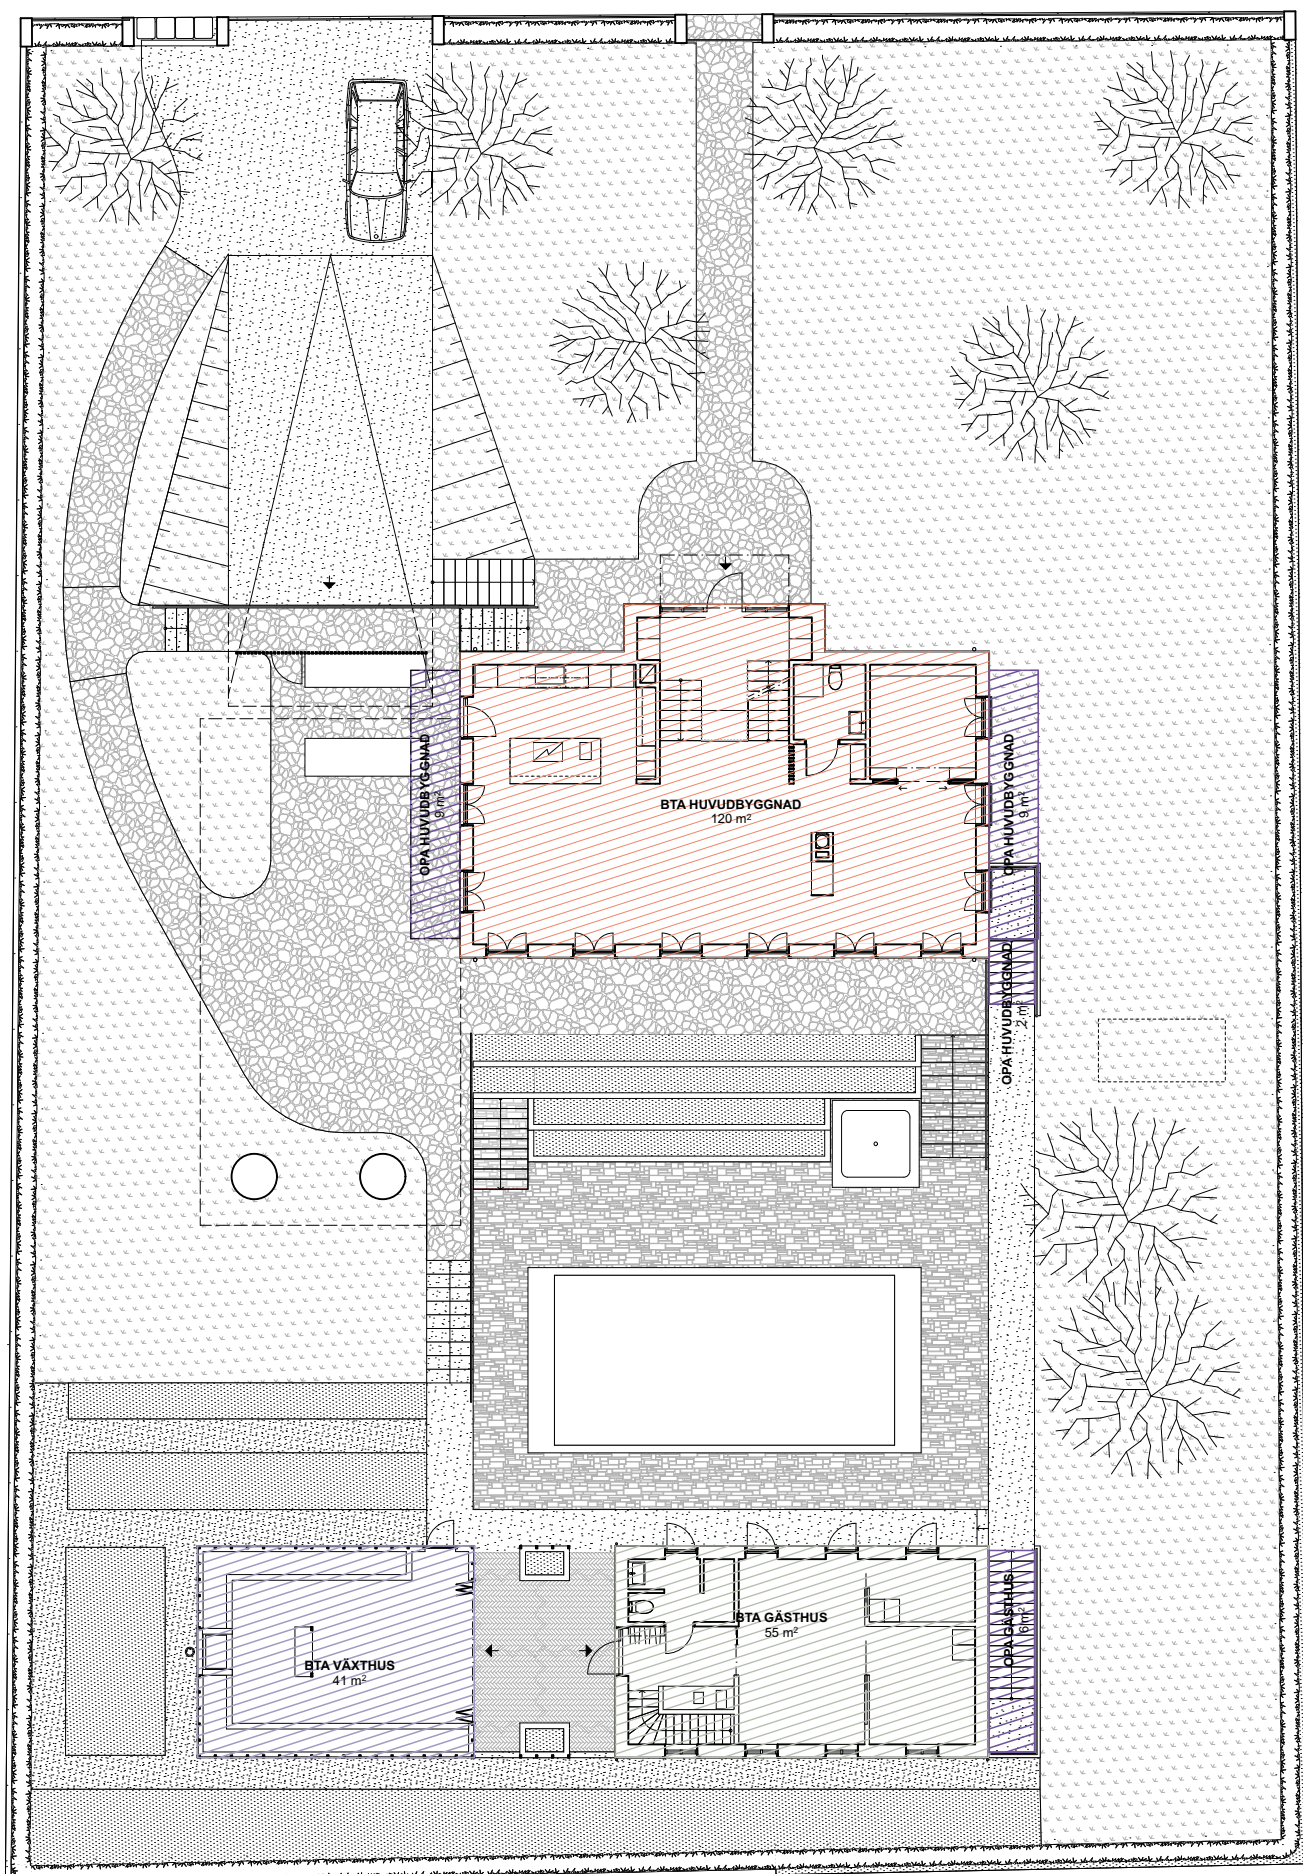 OPA HUVUDBYGGNAD
9 m²
BTA HUVUDBYGGNAD
120 m²
OPA HUVUDBYGGNAD
9 m²
OPA HUVUDBYGGNAD
2 m²
BTA VÄXTHUS
41 m²
BTA GÄSTHUS
55 m²
OPA GÄSTHUS
6 m²